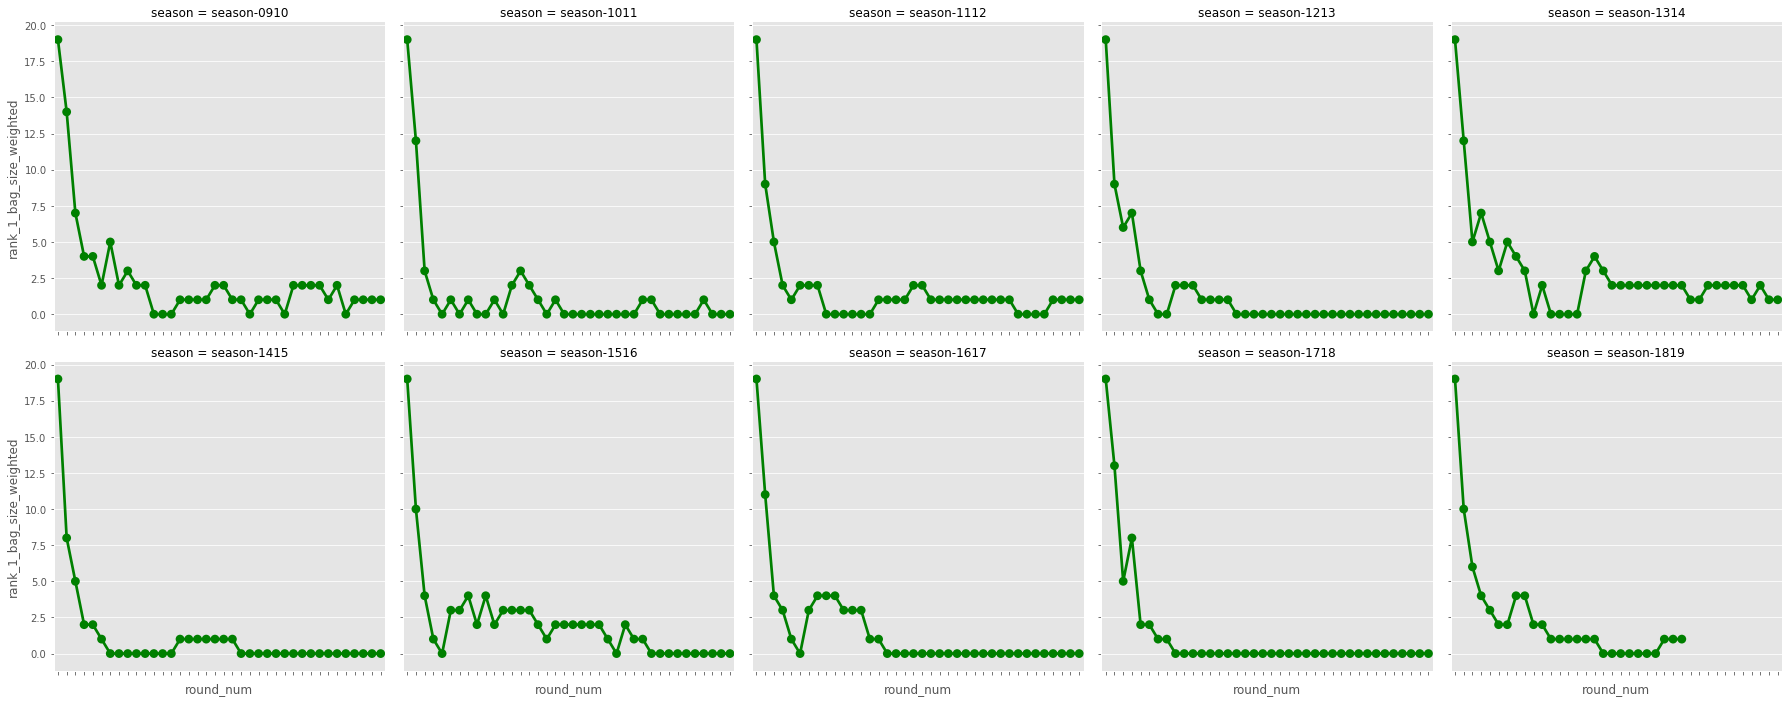 season = season-0910
season = season-1011
season = season-1112
season = season-1213
season = season-1314
20.0
17.5
15.0
12.5
10.0
7.5
5.0
2.5
0.0
rank_1_bag_size_weighted
season = season-1415
season = season-1516
season = season-1617
season = season-1718
season = season-1819
20.0
17.5
15.0
12.5
10.0
7.5
5.0
2.5
0.0
rank_1_bag_size_weighted
round_num
round_num
round_num
round_num
round_num